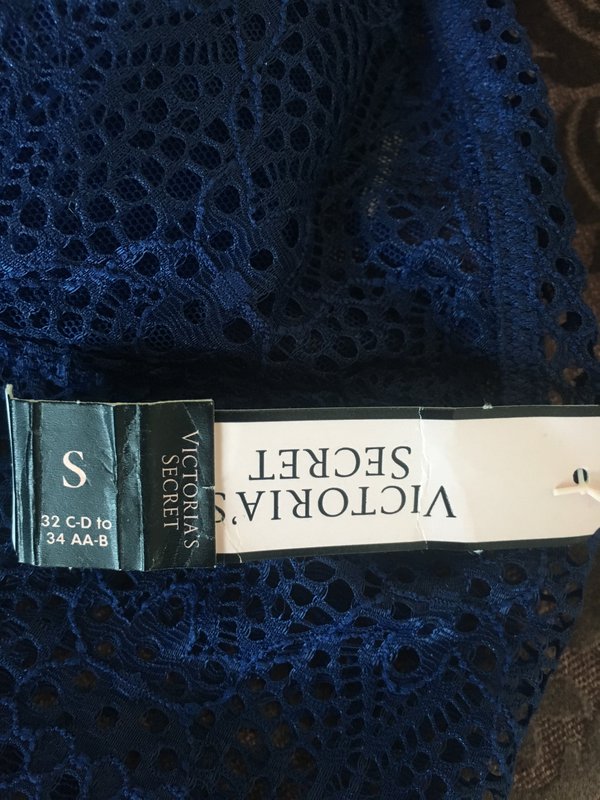 S
32 C-D to
34 AA-B
VICTORIA'S
SECRET
VICTORIA'S
SECRET